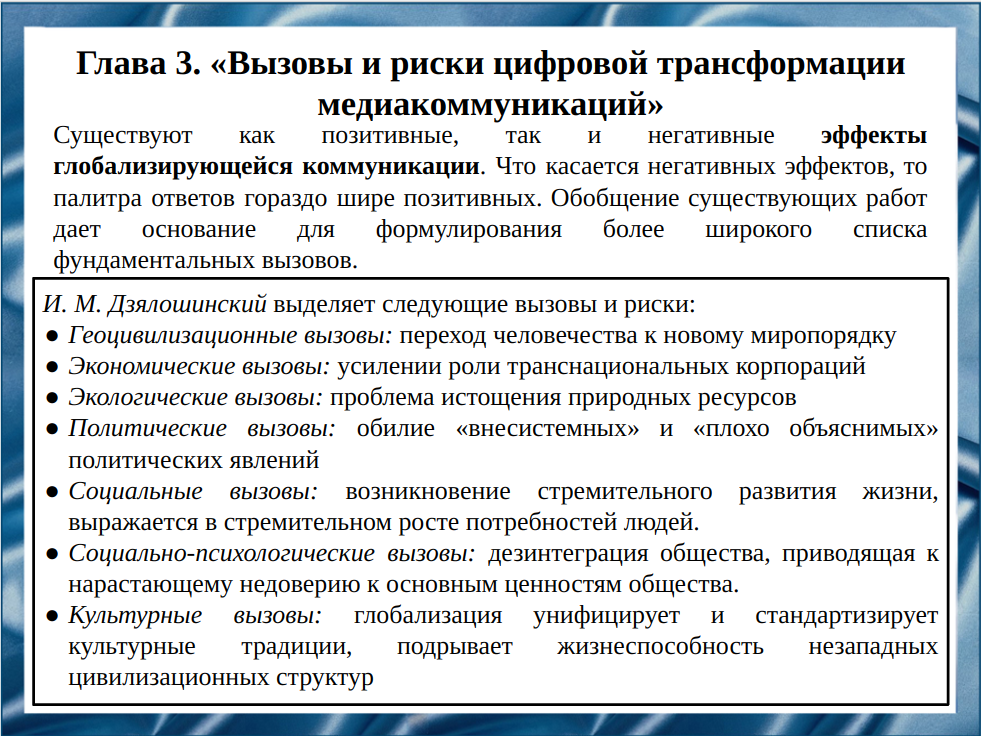 Глава 3. «Вызовы и риски цифровой трансформации
медиакоммуникаций»
Существуют как позитивные, так и негативные эффекты
глобализирующейся коммуникации. Что касается негативных эффектов, то
палитра ответов гораздо шире позитивных. Обобщение существующих работ
дает основание для формулирования более широкого списка
фундаментальных вызовов.
И. М. Дзялошинский выделяет следующие вызовы и риски:
● Геоцивилизационные вызовы: переход человечества к новому миропорядку
● Экономические вызовы: усилении роли транснациональных корпораций
● Экологические вызовы: проблема истощения природных ресурсов
● Политические вызовы: обилие «внесистемных» и «плохо объяснимых»
политических явлений
● Социальные вызовы: возникновение стремительного развития жизни,
выражается в стремительном росте потребностей людей.
● Социально-психологические вызовы: дезинтеграция общества, приводящая к
нарастающему недоверию к основным ценностям общества.
● Культурные вызовы: глобализация унифицирует и стандартизирует
культурные традиции, подрывает жизнеспособность незападных
цивилизационных структур